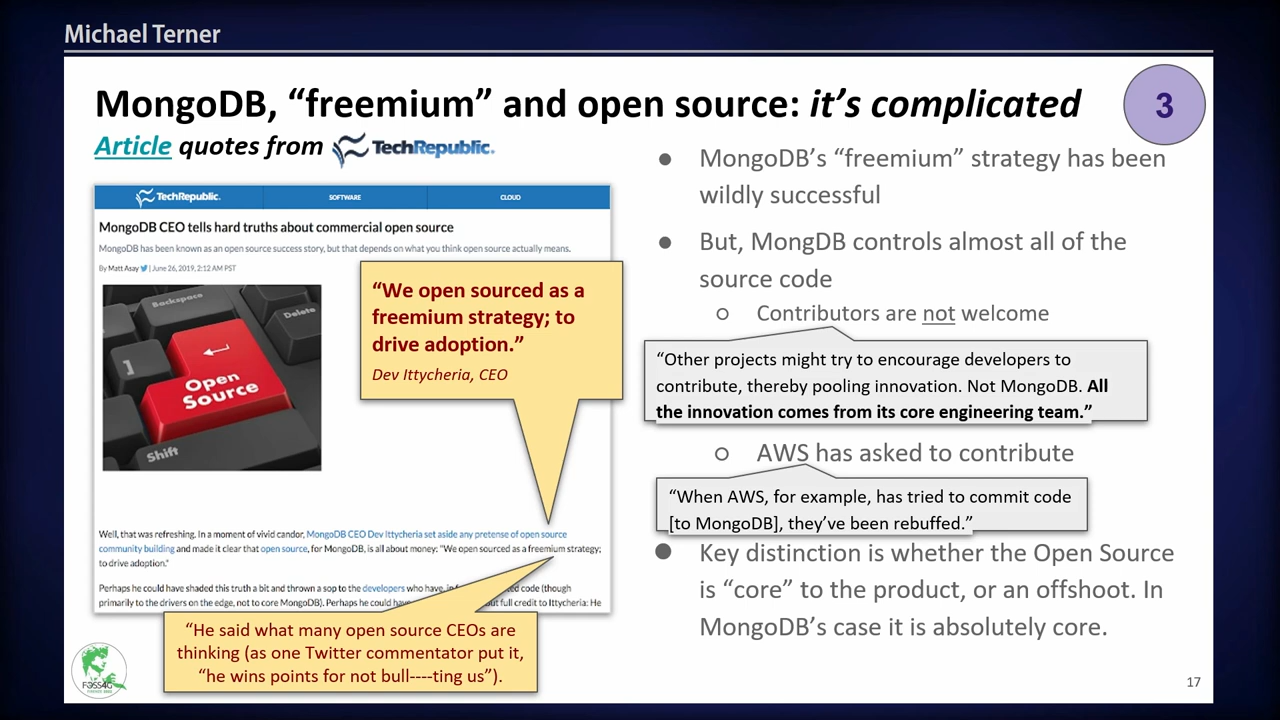 Michael Terner
MongoDB, “freemium” and open source: it’s complicated
3
Article quotes from TechRepublic.
TechRepublic. SOFTWARE CLOUD
MongoDB CEO tells hard truths about commercial open source
MongoDB has been known as an open source success story, but that depends on what you think open source actually means.
By Matt Asay | June 26, 2019, 2:12 AM PST
Backspace
Delete
Open
Source
Shift
“We open sourced as a
freemium strategy; to
drive adoption.”
Dev Ittycheria, CEO
Well, that was refreshing. In a moment of vivid candor, MongoDB CEO Dev Ittycheria set aside any pretense of open source
community building and made it clear that open source, for MongoDB, is all about money: "We open sourced as a freemium strategy;
to drive adoption."
Perhaps he could have shaded this truth a bit and thrown a sop to the developers who have, in code (though
primarily to the drivers on the edge, not to core MongoDB). Perhaps he could have full credit to Ittycheria: He
“He said what many open source CEOs are
thinking (as one Twitter commentator put it,
“he wins points for not bull----ting us”).
● MongoDB’s “freemium” strategy has been
wildly successful
● But, MongDB controls almost all of the
source code
○ Contributors are not welcome
“Other projects might try to encourage developers to
contribute, thereby pooling innovation. Not MongoDB. All
the innovation comes from its core engineering team.”
○ AWS has asked to contribute
“When AWS, for example, has tried to commit code
[to MongoDB], they’ve been rebuffed.”
● Key distinction is whether the Open Source
is “core” to the product, or an offshoot. In
MongoDB’s case it is absolutely core.
FOSS4G
17